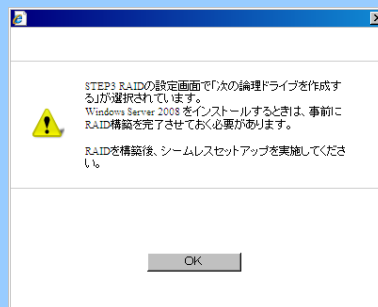 STEP3 RAIDの設定画面で「次の論理ドライブを作成す
る」が選択されています。
Windows Server 2008 をインストールするときは、事前に
RAID構築を完了させておく必要があります。
RAIDを構築後、シームレスセットアップを実施してくださ
い。
OK